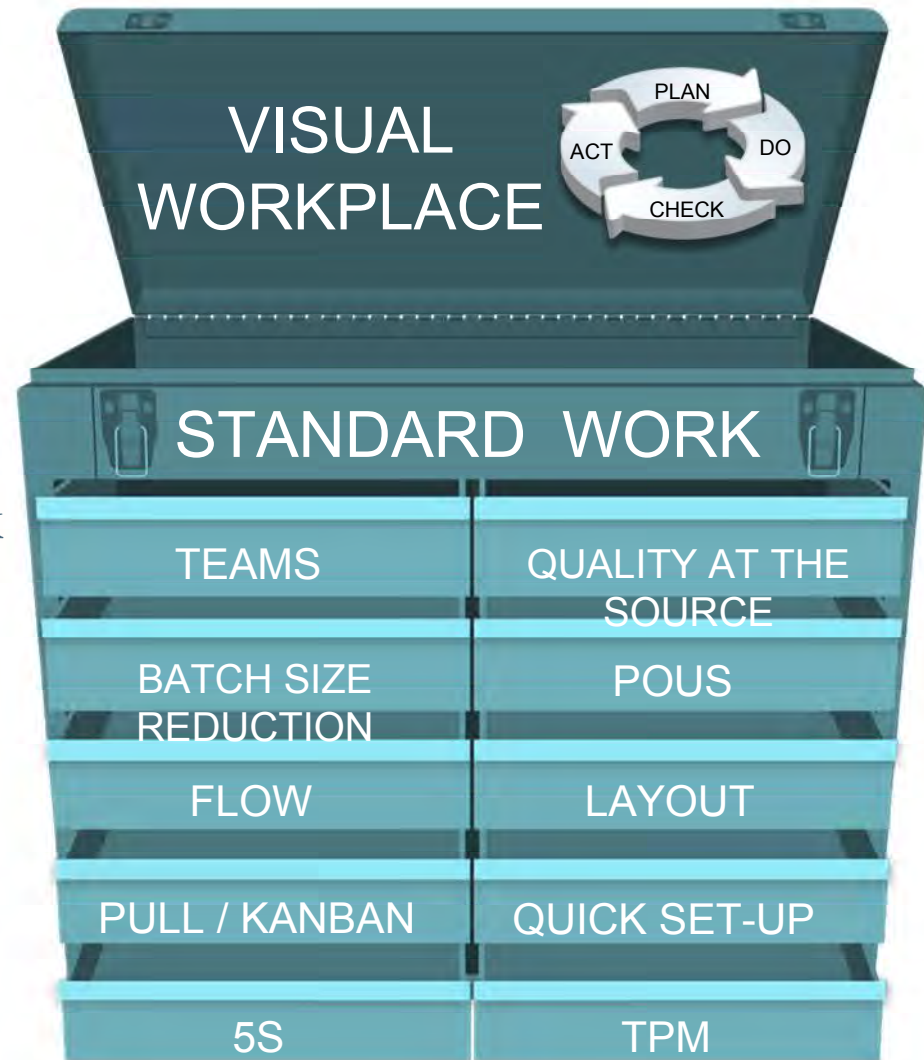 VISUAL
WORKPLACE
PLAN
DO
CHECK
ACT
STANDARD WORK
TEAMS
QUALITY AT THE
SOURCE
BATCH SIZE
REDUCTION
POUS
FLOW
LAYOUT
PULL / KANBAN
QUICK SET-UP
5S
TPM